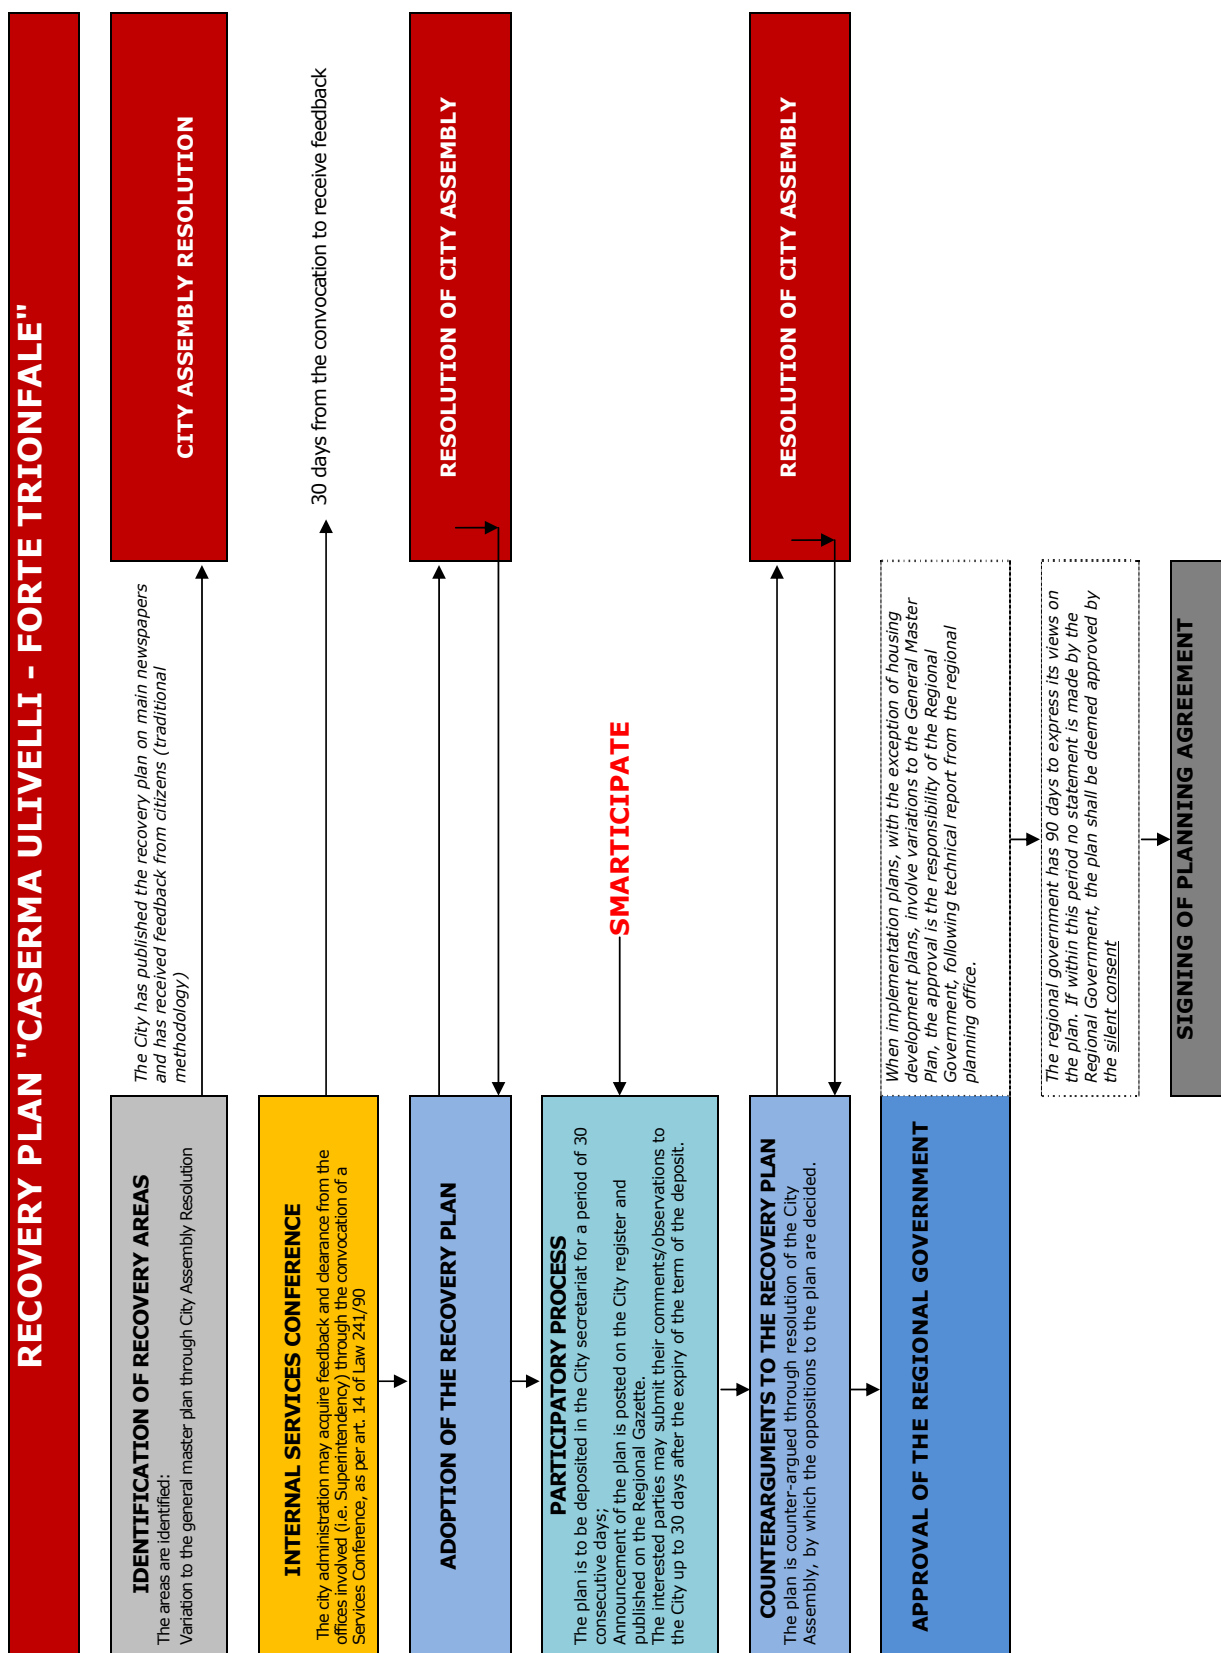 RECOVERY PLAN "CASERMA ULIVELLI – FORTE TRIONFALE"
IDENTIFICATION OF RECOVERY AREAS
The areas are identified:
Variation to the general master plan through City Assembly Resolution
The City has published the recovery plan on main newspapers
and has received feedback from citizens (traditional
methodology)
CITY ASSEMBLY RESOLUTION
INTERNAL SERVICES CONFERENCE
The city administration may acquire feedback and clearance from the
offices involved (i.e. Superintendency) through the convocation of a
Services Conference, as per art. 14 of Law 241/90
30 days from the convocation to receive feedback
ADOPTION OF THE RECOVERY PLAN
RESOLUTION OF CITY ASSEMBLY
PARTICIPATORY PROCESS
The plan is to be deposited in the City secretariat for a period of 30
consecutive days;
Announcement of the plan is posted on the City register and
published on the Regional Gazette.
The interested parties may submit their comments/observations to
the City up to 30 days after the expiry of the term of the deposit.
SMARTICIPATE
COUNTERARGUMENTS TO THE RECOVERY PLAN
The plan is counter-argued through resolution of the City
Assembly, by which the oppositions to the plan are decided.
RESOLUTION OF CITY ASSEMBLY
APPROVAL OF THE REGIONAL GOVERNMENT
When implementation plans, with the exception of housing
development plans, involve variations to the General Master
Plan, the approval is the responsibility of the Regional
Government, following technical report from the regional
planning office.
The regional government has 90 days to express its views on
the plan. If within this period no statement is made by the
Regional Government, the plan shall be deemed approved by
the silent consent
SIGNING OF PLANNING AGREEMENT